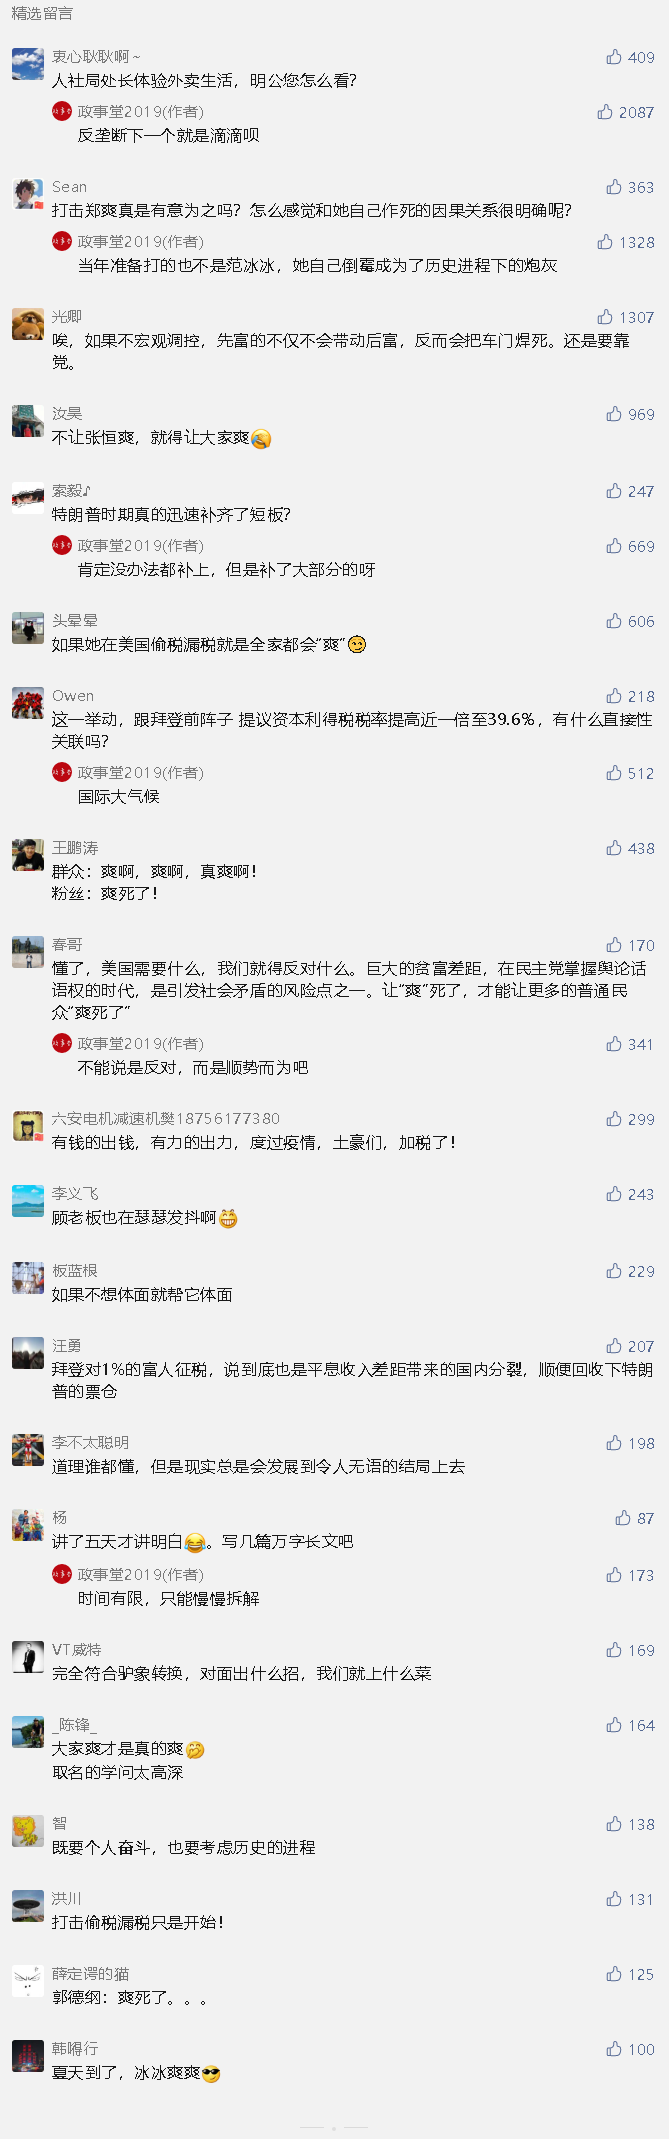 精选留言
衷心耿耿啊~
409
人社局处长体验外卖生活，明公您怎么看？
政事堂2019(作者)
2087
反垄断下一个就是滴滴呗
Sean
363
打击郑爽真是有意为之吗？怎么感觉和她自己作死的因果关系很明确呢？
政事堂2019(作者)
1328
当年准备打的也不是范冰冰，她自己倒霉成为了历史进程下的炮灰
光卿
1307
唉，如果不宏观调控，先富的不仅不会带动后富，反而会把车门焊死。还是要靠
党。
汝昊
969
不让张恒爽，就得让大家爽🤣
索毅♪
247
特朗普时期真的迅速补齐了短板？
政事堂2019(作者)
669
肯定没办法都补上，但是补了大部分的呀
头晕晕
606
如果她在美国偷税漏税就是全家都会“爽”😏
Owen
218
这一举动，跟拜登前阵子 提议资本利得税税率提高近一倍至39.6%，有什么直接性
关联吗？
政事堂2019(作者)
512
国际大气候
王鹏涛
438
群众：爽啊，爽啊，真爽啊！
粉丝：爽死了！
春哥
170
懂了，美国需要什么，我们就得反对什么。巨大的贫富差距，在民主党掌握舆论话
语权的时代，是引发社会矛盾的风险点之一。让“爽”死了，才能让更多的普通民
众“爽死了”
政事堂2019(作者)
341
不能说是反对，而是顺势而为吧
六安电机减速机樊18756177380
299
有钱的出钱，有力的出力，度过疫情，土豪们，加税了！
李义飞
243
顾老板也在瑟瑟发抖啊😁
板蓝根
229
如果不想体面就帮它体面
汪勇
207
拜登对1%的富人征税，说到底也是平息收入差距带来的国内分裂，顺便回收下特朗
普的票仓
李不太聪明
198
道理谁都懂，但是现实总是会发展到令人无语的结局上去
杨
87
讲了五天才讲明白😂。写几篇万字长文吧
政事堂2019(作者)
173
时间有限，只能慢慢拆解
VT威特
169
完全符合驴象转换，对面出什么招，我们就上什么菜
_陈锋_
164
大家爽才是真的爽🤭
取名的学问太高深
智
138
既要个人奋斗，也要考虑历史的进程
洪川
131
打击偷税漏税只是开始！
薛定谔的猫
125
郭德纲：爽死了。。。
韩嘚行
100
夏天到了，冰冰爽爽😎